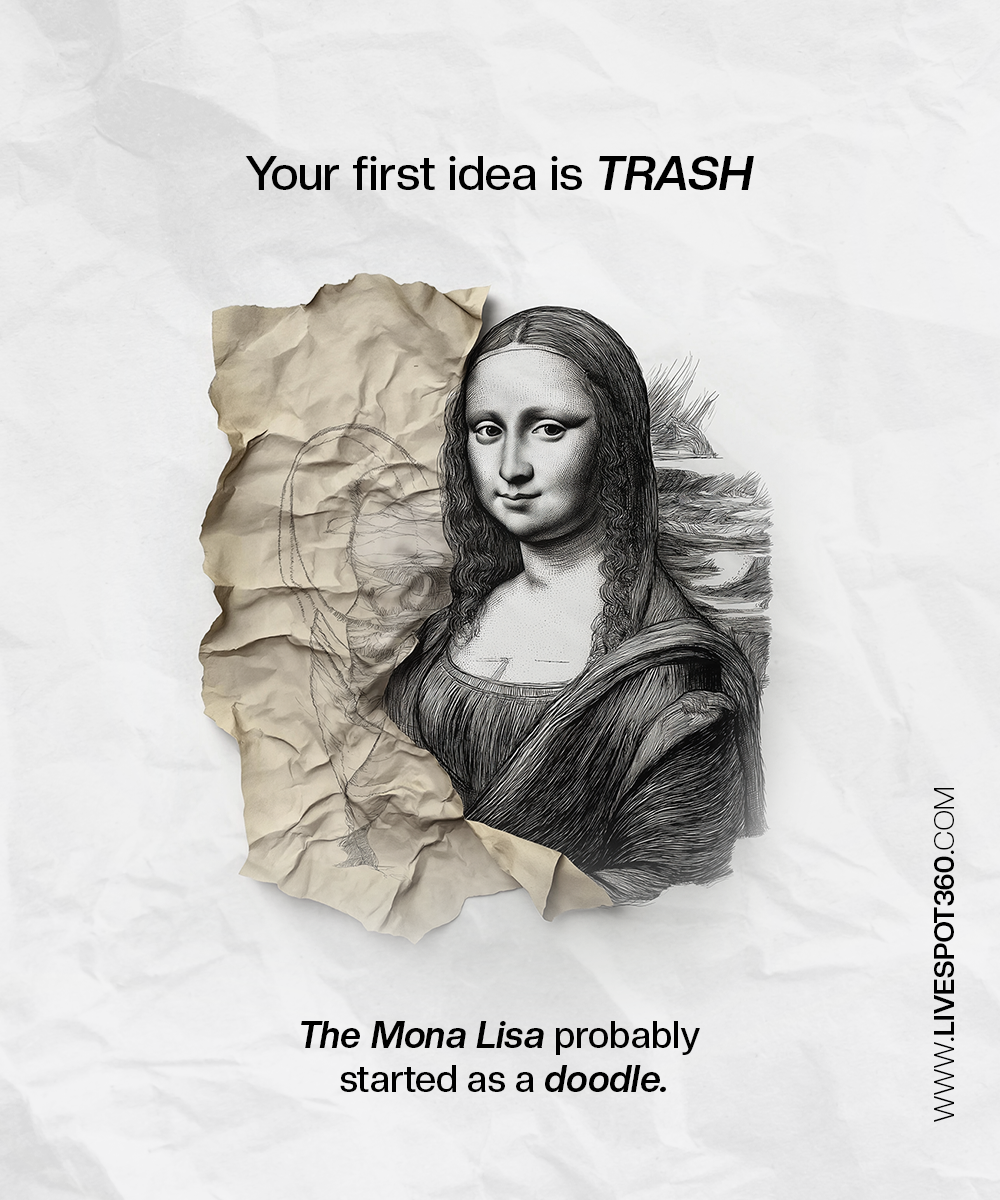 Your first idea is TRASH
The Mona Lisa probably
started as a doodle.
WWW.LIVESPOT360.COM